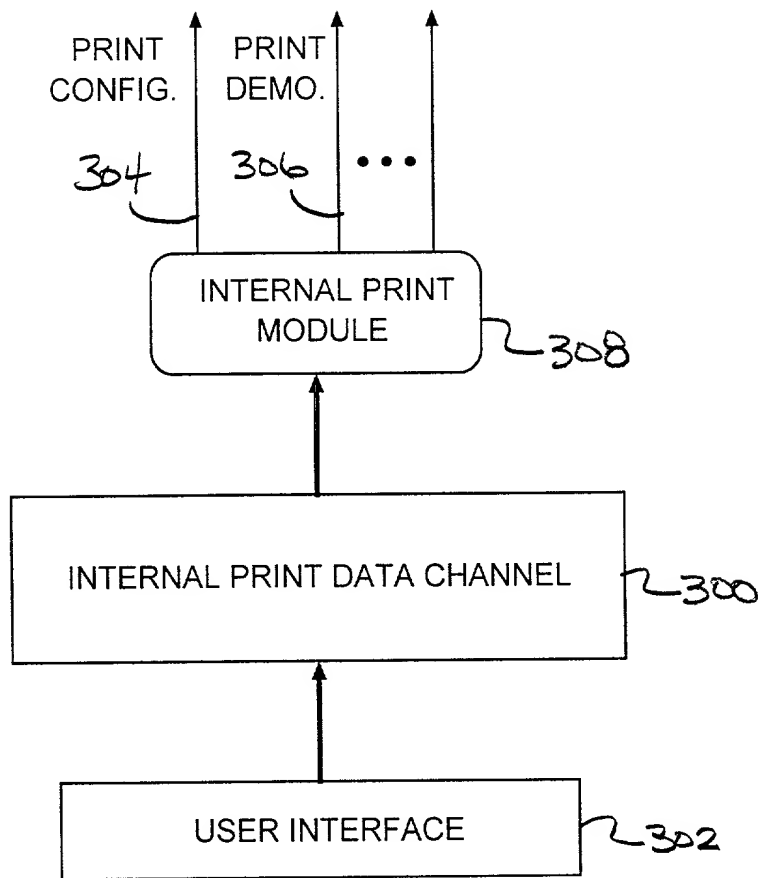 PRINT CONFIG.
PRINT DEMO.
304
306
•••
INTERNAL PRINT
MODULE
308
INTERNAL PRINT DATA CHANNEL
300
USER INTERFACE
302